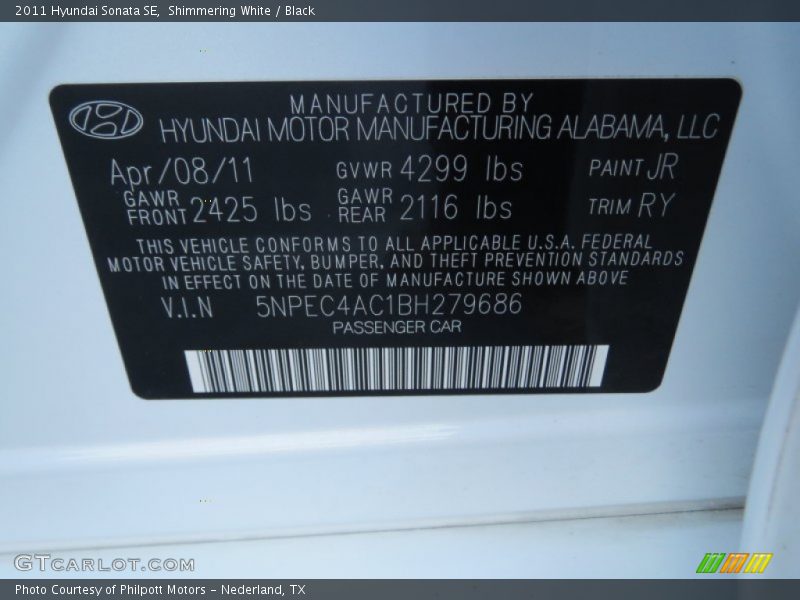 2011 Hyundai Sonata SE,  Shimmering White / Black
MANUFACTURED BY
HYUNDAI MOTOR MANUFACTURING ALABAMA, LLC
Apr/08/11 GVWR 4299 lbs PAINT JR
GAWR FRONT 2425 lbs GAWR REAR 2116 lbs TRIM RY
THIS VEHICLE CONFORMS TO ALL APPLICABLE U.S.A. FEDERAL
MOTOR VEHICLE SAFETY, BUMPER, AND THEFT PREVENTION STANDARDS
IN EFFECT ON THE DATE OF MANUFACTURE SHOWN ABOVE
V.I.N 5NPEC4AC1BH279686
PASSENGER CAR
GTCARLOT.COM
Photo Courtesy of Philpott Motors - Nederland, TX